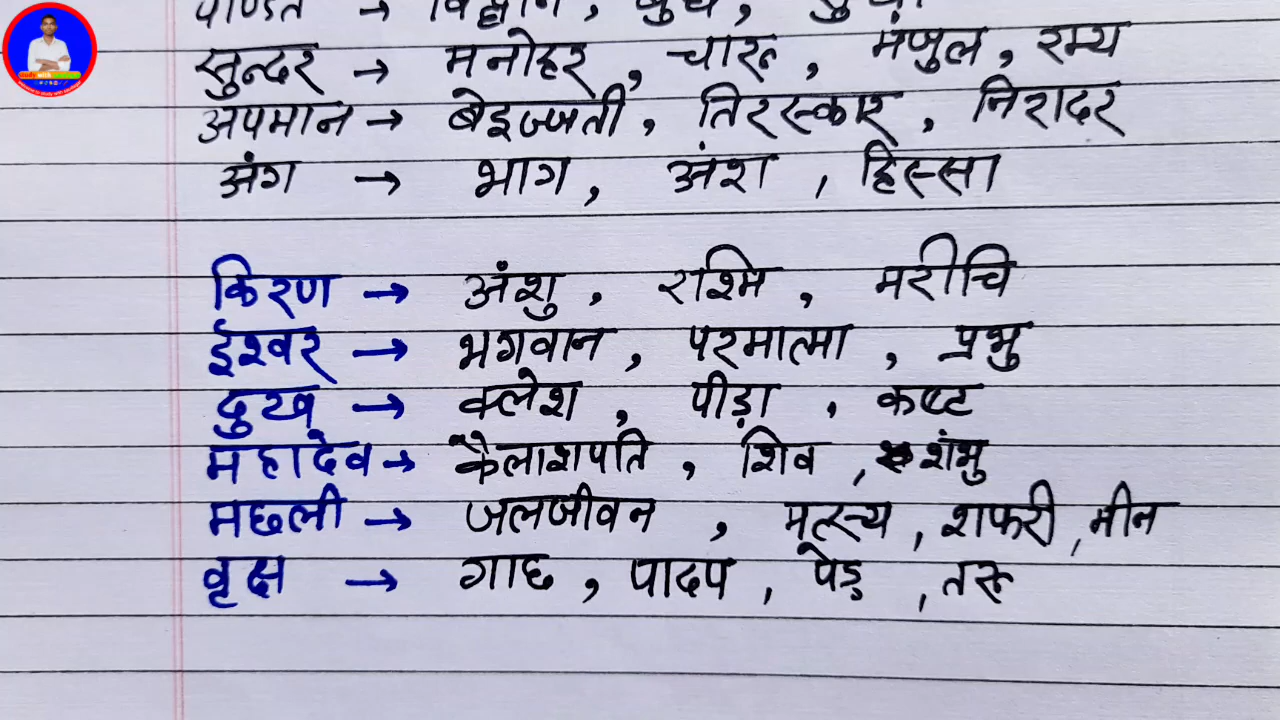 पण्डित → विद्वान, बुध,
सुन्दर → मनोहर, चारू, मंजुल, रम्य
अपमान → बेइज्जती, तिरस्कार, निरादर
अंग → भाग, अंश, हिस्सा
किरण → अंशु, रश्मि, मरीचि
ईश्वर → भगवान, परमात्मा, प्रभु
दुख → क्लेश, पीड़ा, कष्ट
महादेव → कैलाशपति, शिव, शंभु
मछली → जलजीवन, मत्स्य, शफरी, मीन
वृक्ष → गाछ, पादप, पेड़, तरू